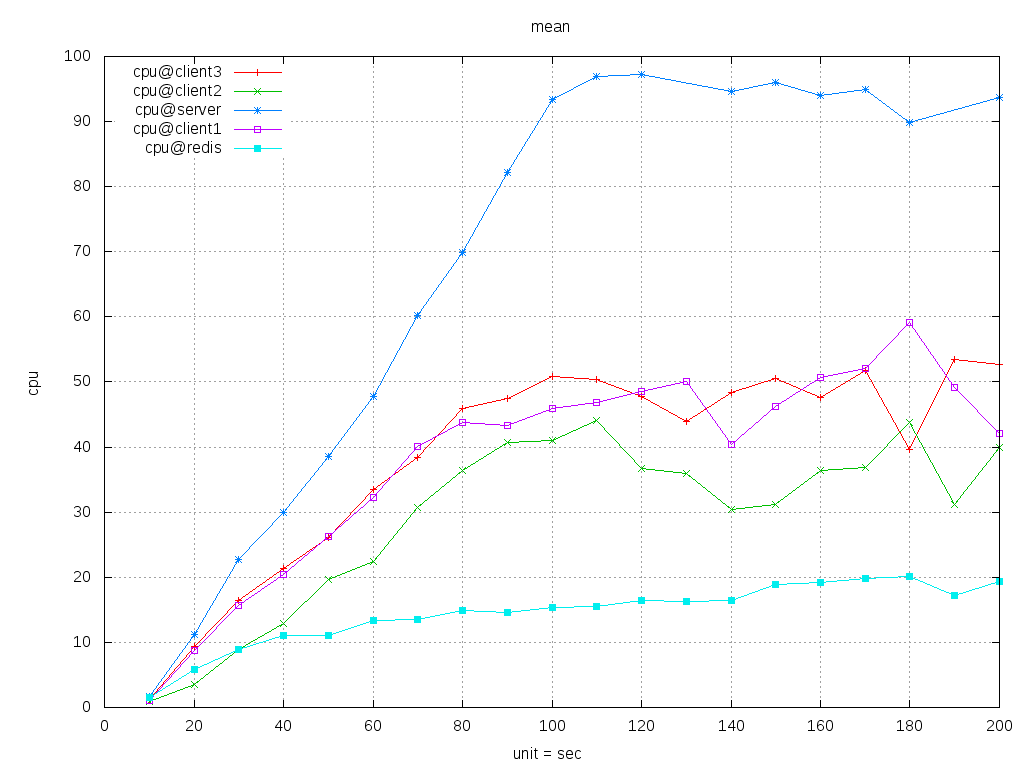 mean
cpu@client3
cpu@client2
cpu@server
cpu@client1
cpu@redis
100
90
80
70
60
50
40
30
20
10
0
cpu
0 20 40 60 80 100 120 140 160 180 200
unit = sec